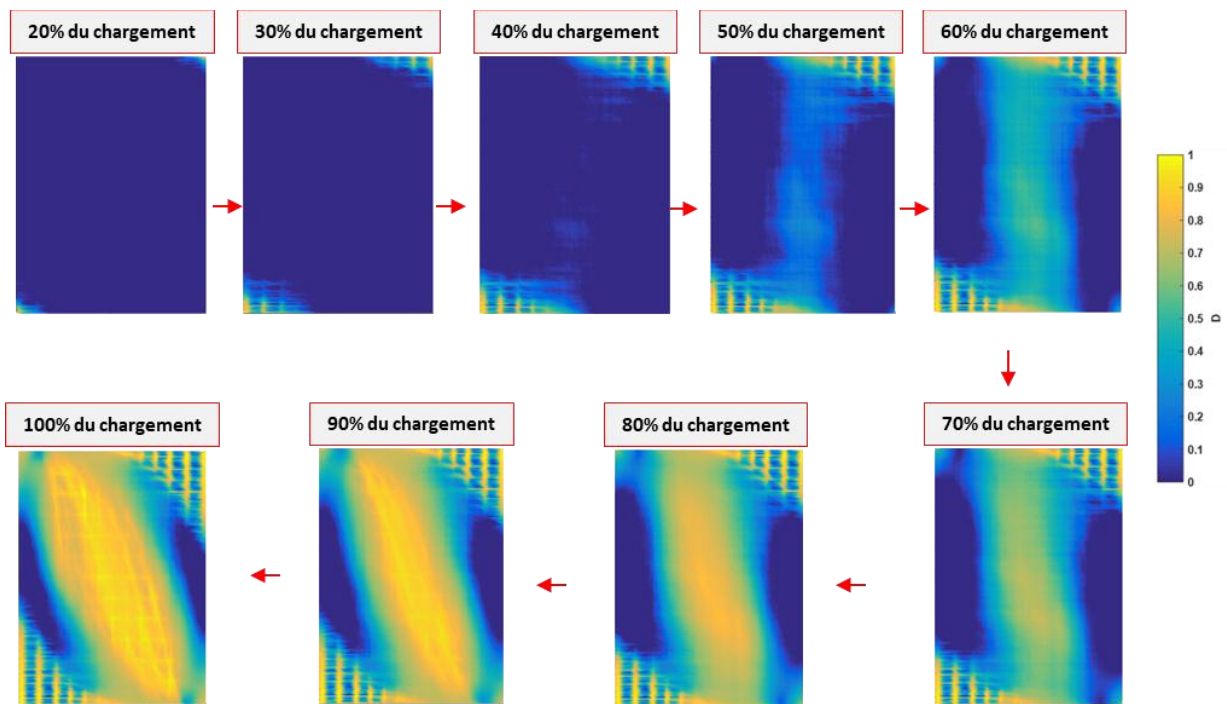 20% du chargement
30% du chargement
40% du chargement
50% du chargement
60% du chargement
1
0.9
0.8
0.7
0.6
0.5
0.4
0.3
0.2
0.1
0
D
100% du chargement
90% du chargement
80% du chargement
70% du chargement